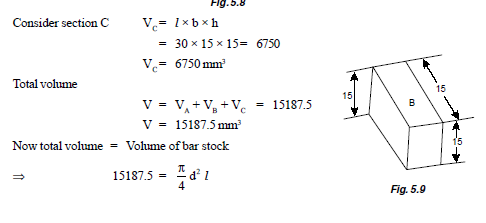 Fig.5.8
Consider section C V_C = l × b × h
= 30 × 15 × 15 = 6750
V_C = 6750 mm³
Total volume
V = V_A + V_B + V_C = 15187.5
V = 15187.5 mm³
Now total volume = Volume of bar stock
⇒ 15187.5 = π/4 d² l
15
15
B
15
Fig. 5.9